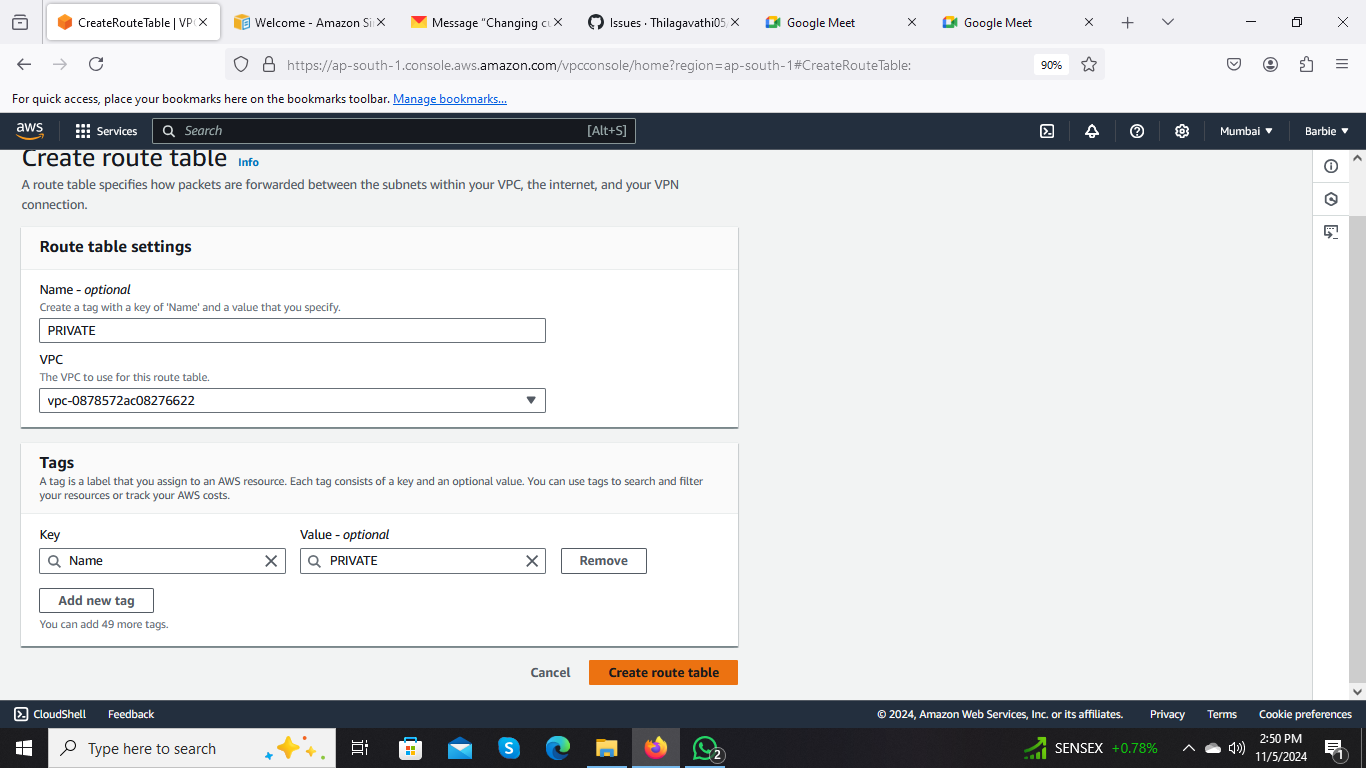 CreateRouteTable | VP
Welcome - Amazon Si
Message “Changing cu
Issues · Thilagavathi05
Google Meet
Google Meet
https://ap-south-1.console.aws.amazon.com/vpcconsole/home?region=ap-south-1#CreateRouteTable:
90%
For quick access, place your bookmarks here on the bookmarks toolbar. Manage bookmarks...
aws
Services
Search
[Alt+S]
Mumbai
Barbie
Create route table Info
A route table specifies how packets are forwarded between the subnets within your VPC, the internet, and your VPN
connection.
Route table settings
Name - optional
Create a tag with a key of 'Name' and a value that you specify.
PRIVATE
VPC
The VPC to use for this route table.
vpc-0878572ac08276622
Tags
A tag is a label that you assign to an AWS resource. Each tag consists of a key and an optional value. You can use tags to search and filter
your resources or track your AWS costs.
Key
Value - optional
Name
PRIVATE
Remove
Add new tag
You can add 49 more tags.
Cancel
Create route table
CloudShell
Feedback
© 2024, Amazon Web Services, Inc. or its affiliates.
Privacy
Terms
Cookie preferences
Type here to search
2
SENSEX +0.78%
2:50 PM
11/5/2024
1